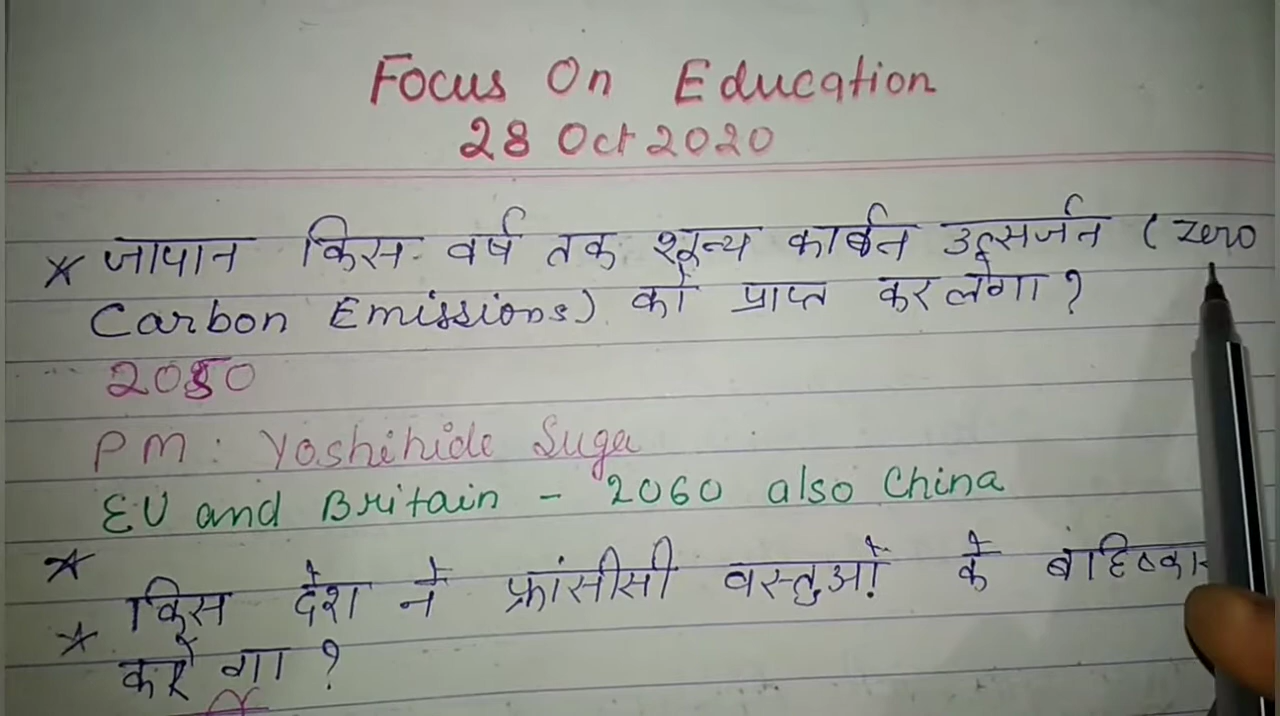 Focus On Education
28 Oct 2020
* जापान किस वर्ष तक शून्य कार्बन उत्सर्जन (Zero
Carbon Emissions) को प्राप्त कर लेगा?
2050
PM: Yoshihide Suga
EU and Britain - 2060 also China
*
* किस देश ने फ्रांसीसी वस्तुओं के बहिष्कार
करेगा?